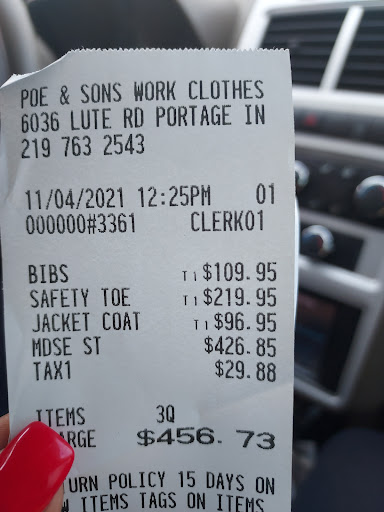 POE & SONS WORK CLOTHES
6036 LUTE RD PORTAGE IN
219 763 2543
11/04/2021 12:25PM 01
000000#3361 CLERK01
BIBS T1 $109.95
SAFETY TOE T1 $219.95
JACKET COAT T1 $96.95
MDSE ST $426.85
TAX1 $29.88
ITEMS 3Q
ARGE $456.73
URN POLICY 15 DAYS ON
W ITEMS TAGS ON ITEMS